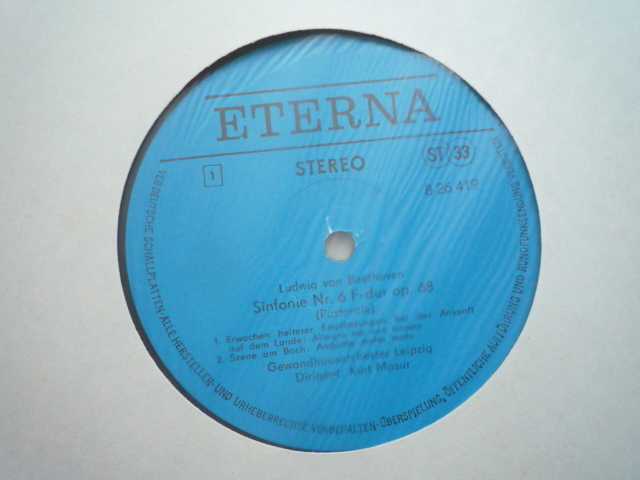 ETERNA
STEREO
ST 33
1
8 26 419
Ludwig van Beethoven
Sinfonie Nr. 6 F-dur op. 68
(Pastorale)
1. Erwachen heiterer Empfindungen bei der Ankunft
auf dem Lande: Allegro ma non troppo
2. Szene am Bach: Andante molto moto
Gewandhausorchester Leipzig
Dirigent: Kurt Masur
VEB DEUTSCHE SCHALLPLATTEN · ALLE HERSTELLER- UND URHEBERRECHTE VORBEHALTEN · ÜBERSPIELUNG, ÖFFENTLICHE AUFFÜHRUNG UND RUNDFUNKSENDUNG VERBOTEN